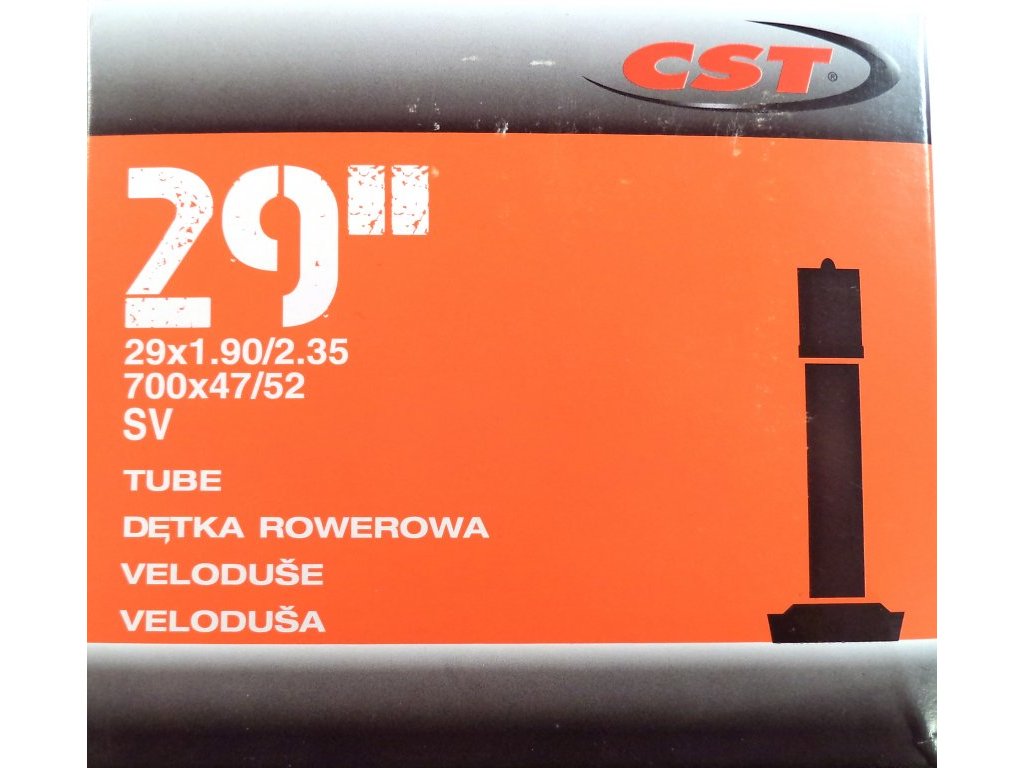 CST®
29"
29x1.90/2.35
700x47/52
SV
TUBE
DĘTKA ROWEROWA
VELODUŠE
VELODUŠA